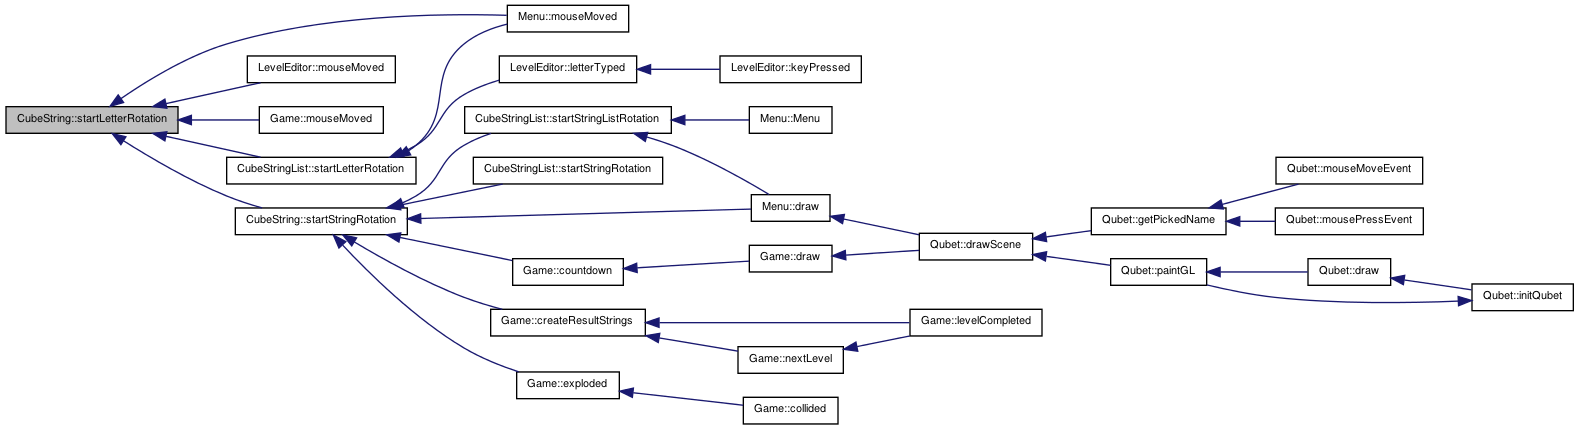 Menu::mouseMoved
LevelEditor::mouseMoved
LevelEditor::letterTyped
LevelEditor::keyPressed
CubeString::startLetterRotation
Game::mouseMoved
CubeStringList::startStringListRotation
Menu::Menu
CubeStringList::startLetterRotation
CubeStringList::startStringRotation
Qubet::mouseMoveEvent
CubeString::startStringRotation
Menu::draw
Qubet::getPickedName
Qubet::mousePressEvent
Qubet::drawScene
Game::countdown
Game::draw
Qubet::paintGL
Qubet::draw
Qubet::initQubet
Game::createResultStrings
Game::levelCompleted
Game::nextLevel
Game::exploded
Game::collided